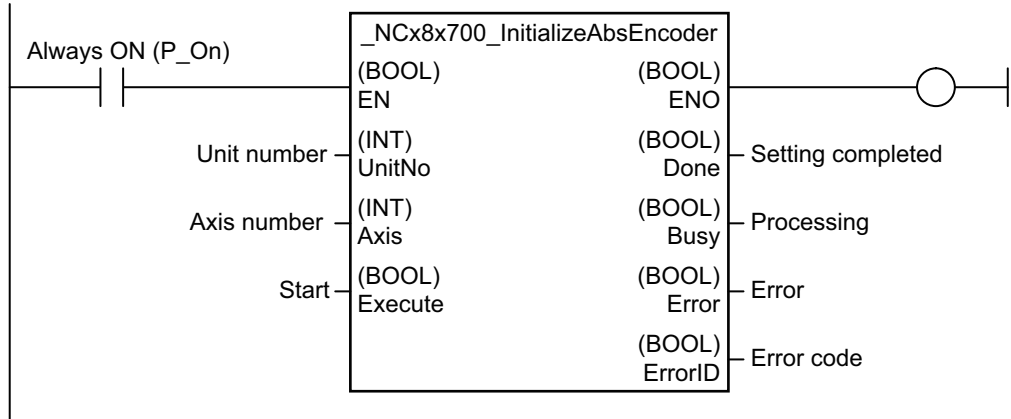 _NCx8x700_InitializeAbsEncoder
Always ON (P_On)
(BOOL) (BOOL)
EN ENO
Unit number (INT) (BOOL) Setting completed
UnitNo Done
Axis number (INT) (BOOL) Processing
Axis Busy
Start (BOOL) (BOOL) Error
Execute Error
(BOOL) Error code
ErrorID